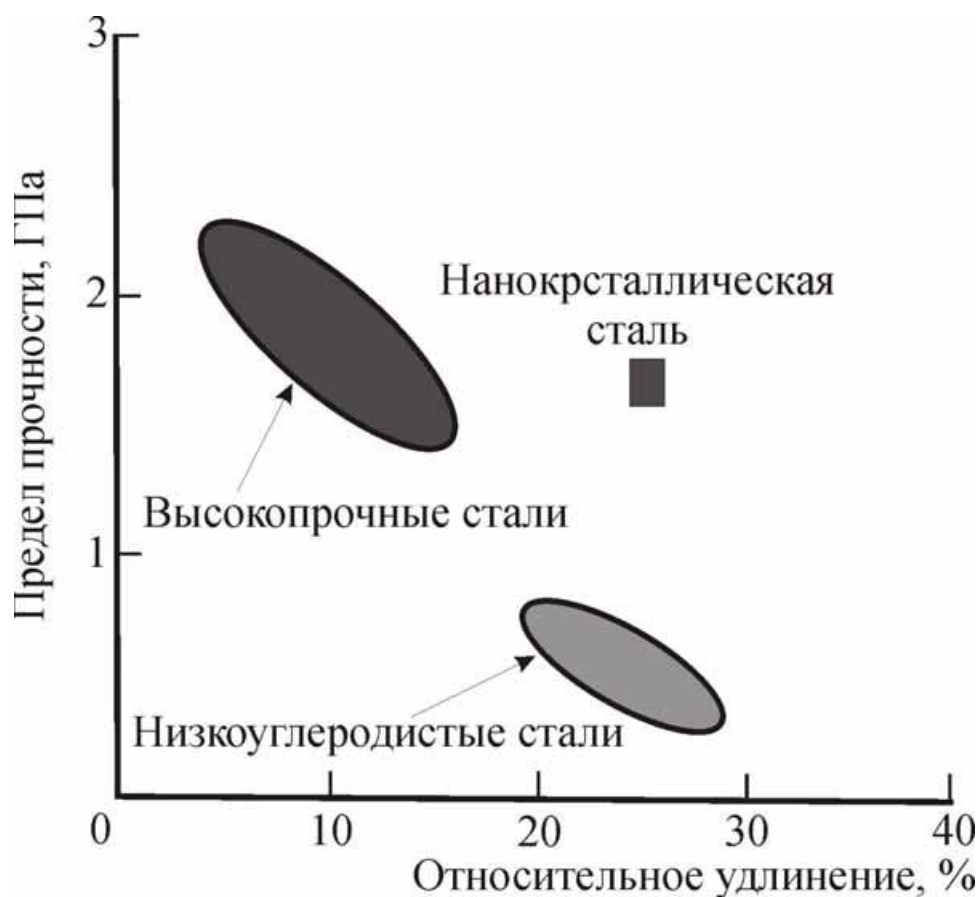 3
2
1
Предел прочности, ГПа
Нанокрсталлическая
сталь
Высокопрочные стали
Низкоуглеродистые стали
0 10 20 30 40
Относительное удлинение, %